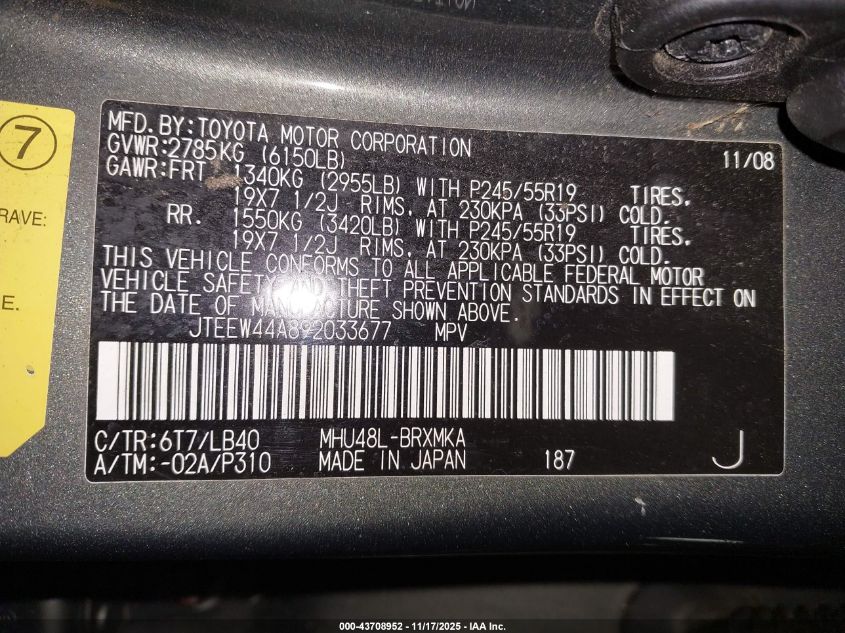 7
RAVE:
E.
MFD.BY:TOYOTA MOTOR CORPORATION 11/08
GVWR:2785KG (6150LB)
GAWR:FRT 1340KG (2955LB) WITH P245/55R19 TIRES.
19X7 1/2J RIMS, AT 230KPA (33PSI) COLD.
RR. 1550KG (3420LB) WITH P245/55R19 TIRES.
19X7 1/2J RIMS, AT 230KPA (33PSI) COLD.
THIS VEHICLE CONFORMS TO ALL APPLICABLE FEDERAL MOTOR
VEHICLE SAFETY AND THEFT PREVENTION STANDARDS IN EFFECT ON
THE DATE OF MANUFACTURE SHOWN ABOVE.
JTEEW44A892033677 MPV
C/TR:6T7/LB40 MHU48L-BRXMKA
A/TM:-02A/P310 MADE IN JAPAN 187 J
000-43708952 - 11/17/2025 - IAA Inc.